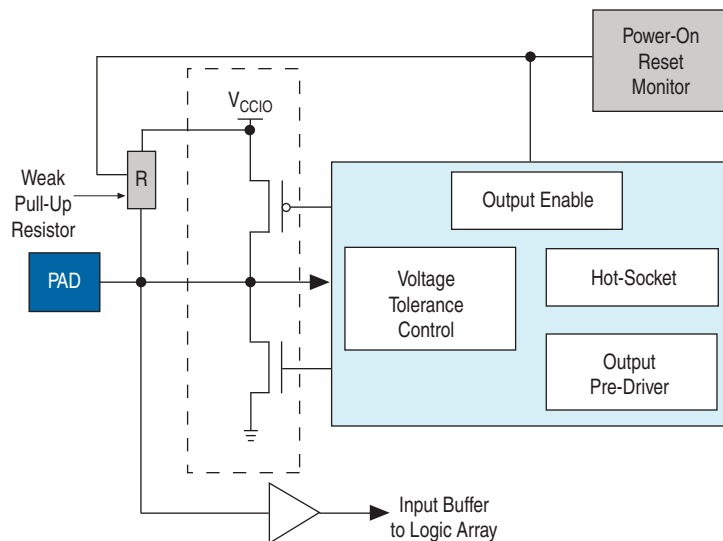 Power-On
Reset
Monitor
VCCIO
R
Weak
Pull-Up
Resistor
Output Enable
PAD
Voltage
Tolerance
Control
Hot-Socket
Output
Pre-Driver
Input Buffer
to Logic Array